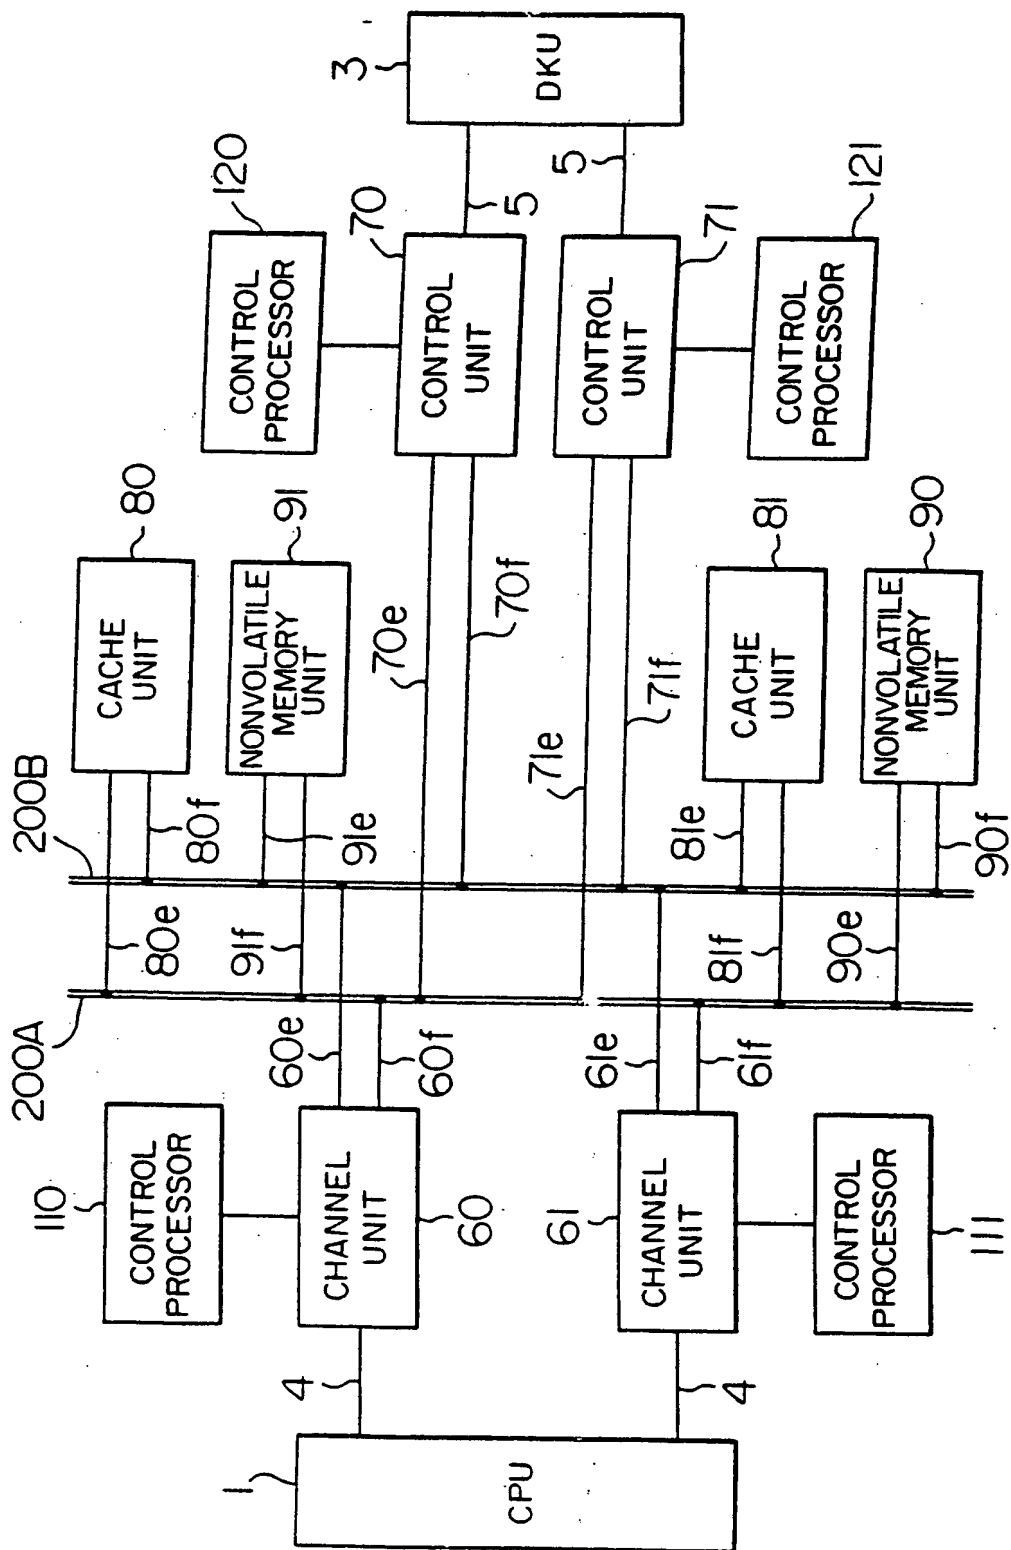 200A
200B
110
CONTROL
PROCESSOR
80e
80f
CACHE
UNIT
80
91f
91e
NONVOLATILE
MEMORY
UNIT
91
CONTROL
PROCESSOR
120
1
CPU
4
CHANNEL
UNIT
60
60e
60f
70e
70f
CONTROL
UNIT
70
5
3
DKU
4
61
CHANNEL
UNIT
61e
61f
71e
71f
CONTROL
UNIT
71
5
CONTROL
PROCESSOR
111
81f
81e
CACHE
UNIT
81
CONTROL
PROCESSOR
121
90e
90f
NONVOLATILE
MEMORY
UNIT
90